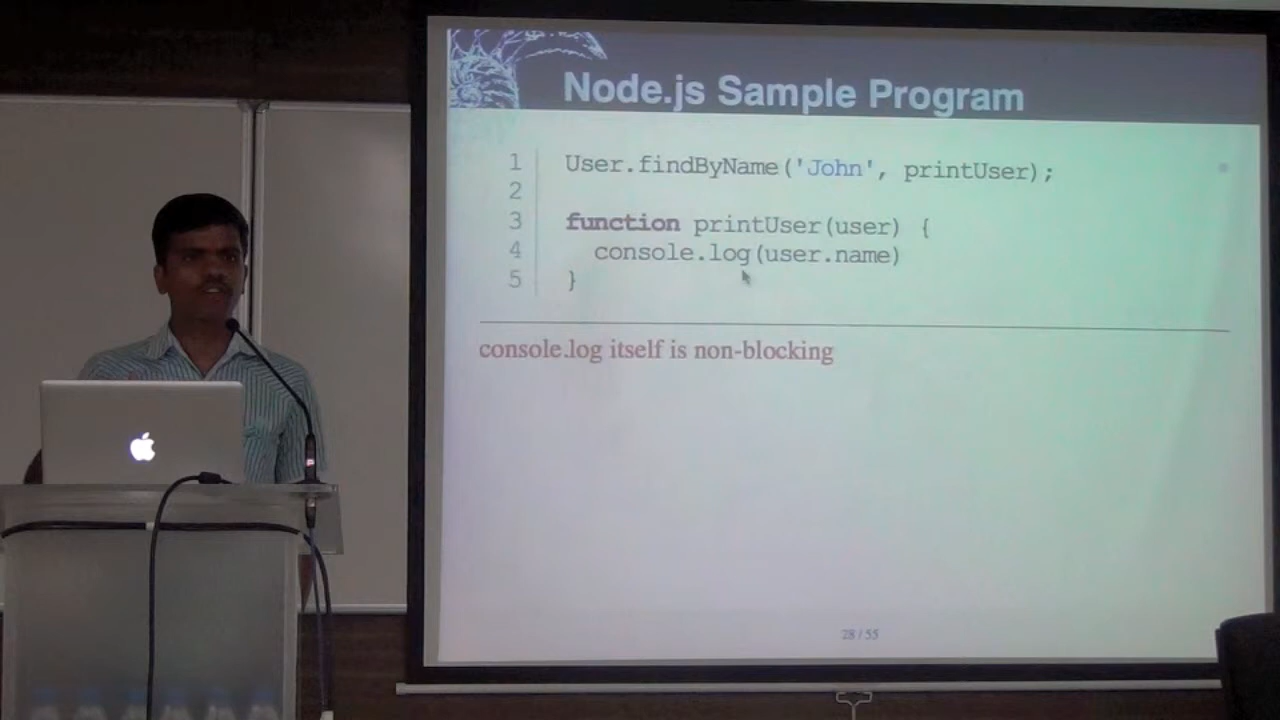 Node.js Sample Program
1 User.findByName('John', printUser);
2
3 function printUser(user) {
4 console.log(user.name)
5 }
console.log itself is non-blocking
28 / 55